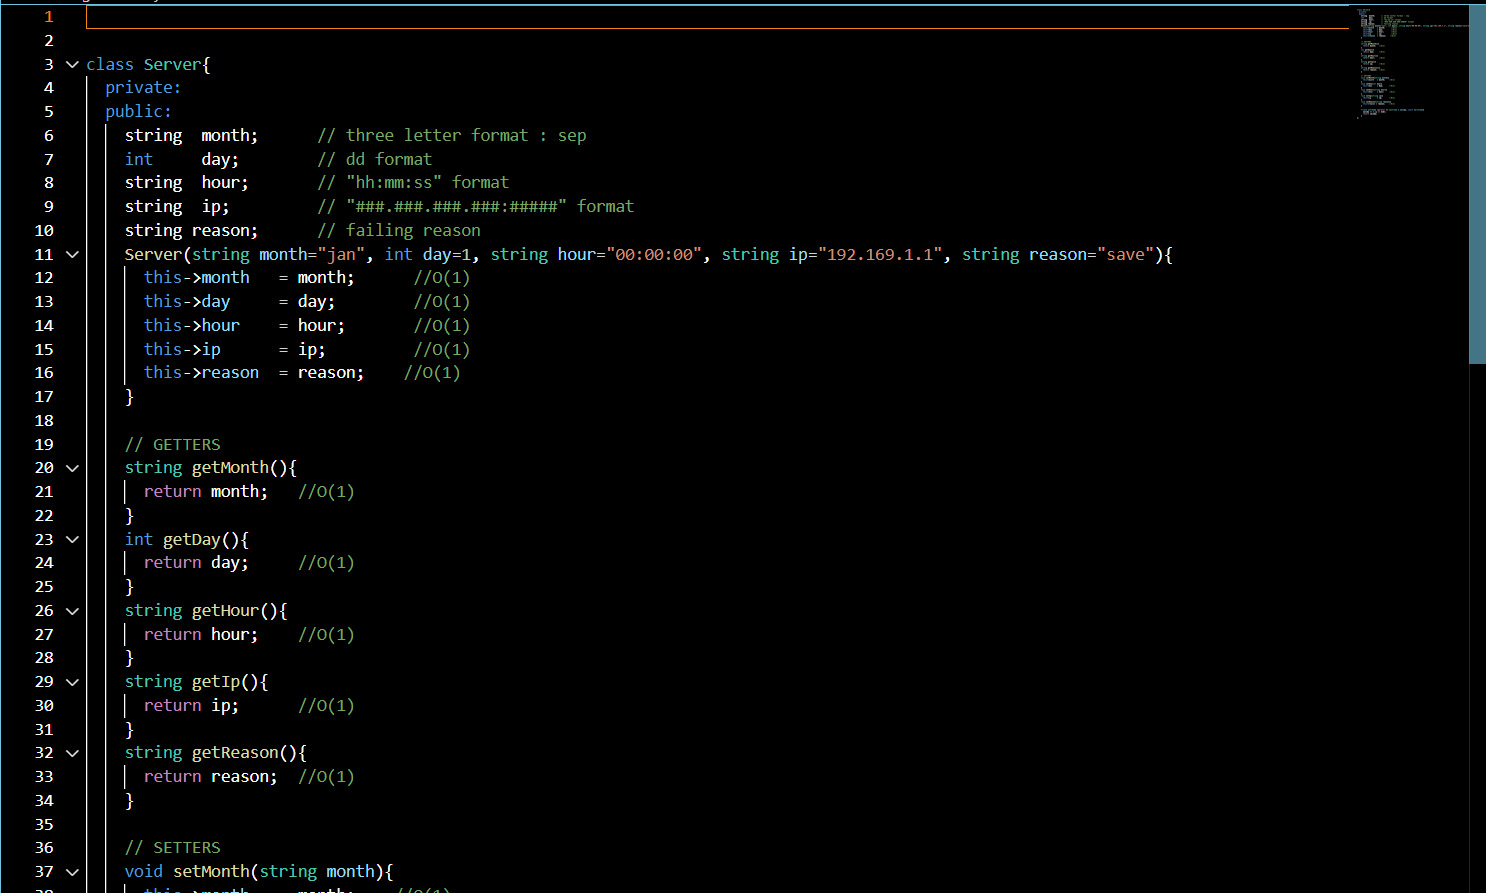 1
2
3 class Server{
4   private:
5   public:
6     string  month;      // three letter format : sep
7     int     day;        // dd format
8     string  hour;       // "hh:mm:ss" format
9     string  ip;         // "###.###.###.###:#####" format
10     string reason;      // failing reason
11     Server(string month="jan", int day=1, string hour="00:00:00", string ip="192.169.1.1", string reason="save"){
12       this->month   = month;      //O(1)
13       this->day     = day;        //O(1)
14       this->hour    = hour;       //O(1)
15       this->ip      = ip;         //O(1)
16       this->reason  = reason;    //O(1)
17     }
18
19     // GETTERS
20     string getMonth(){
21       return month;   //O(1)
22     }
23     int getDay(){
24       return day;     //O(1)
25     }
26     string getHour(){
27       return hour;    //O(1)
28     }
29     string getIp(){
30       return ip;      //O(1)
31     }
32     string getReason(){
33       return reason;  //O(1)
34     }
35
36     // SETTERS
37     void setMonth(string month){